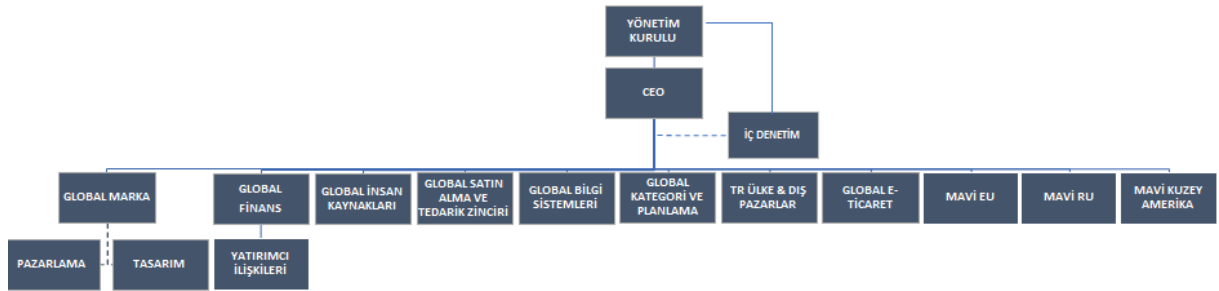 YÖNETİM
KURULU
CEO
İÇ DENETİM
GLOBAL MARKA
GLOBAL
FİNANS
GLOBAL İNSAN
KAYNAKLARI
GLOBAL SATIN
ALMA VE
TEDARİK ZİNCİRİ
GLOBAL BİLGİ
SİSTEMLERİ
GLOBAL
KATEGORİ VE
PLANLAMA
TR ÜLKE & DIŞ
PAZARLAR
GLOBAL E-
TİCARET
MAVİ EU
MAVİ RU
MAVİ KUZEY
AMERİKA
PAZARLAMA
TASARIM
YATIRIMCI
İLİŞKİLERİ